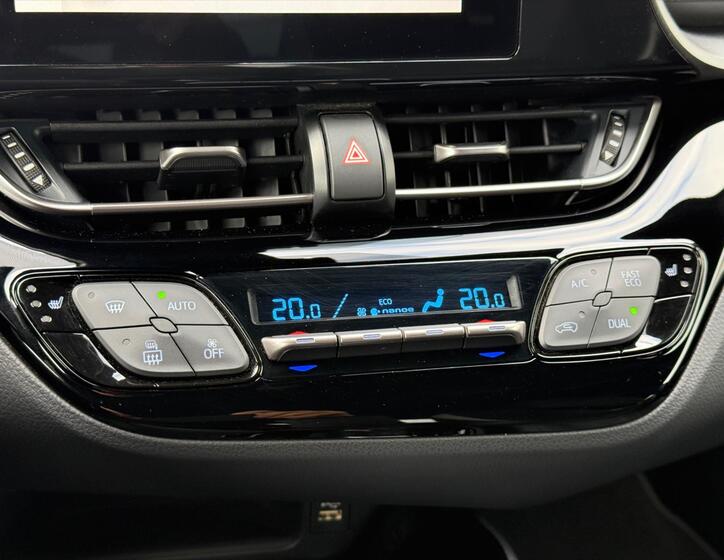 AUTO
OFF
20.0
ECO
nanoe
20.0
A/C
FAST
ECO
DUAL